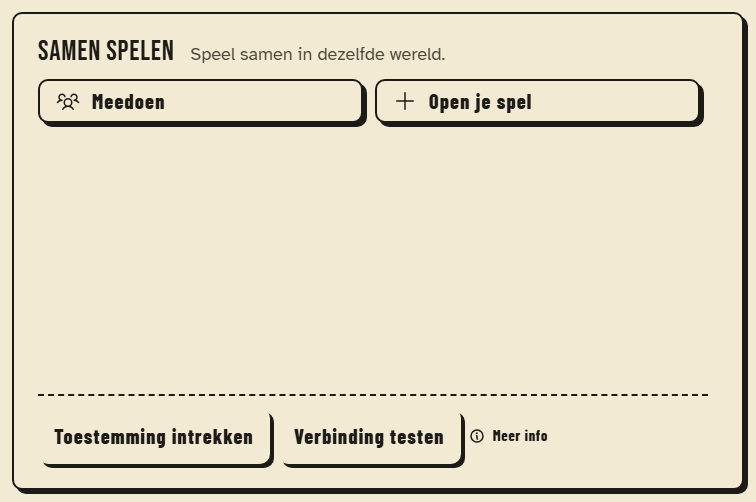 SAMEN SPELEN Speel samen in dezelfde wereld.
Meedoen Open je spel
Toestemming intrekken Verbinding testen Meer info